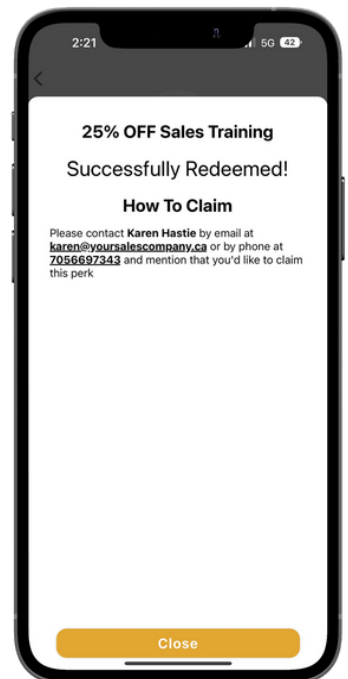 2:21
5G 42
25% OFF Sales Training
Successfully Redeemed!
How To Claim
Please contact Karen Hastie by email at
karen@yoursalescompany.ca or by phone at
7056697343 and mention that you'd like to claim
this perk
Close